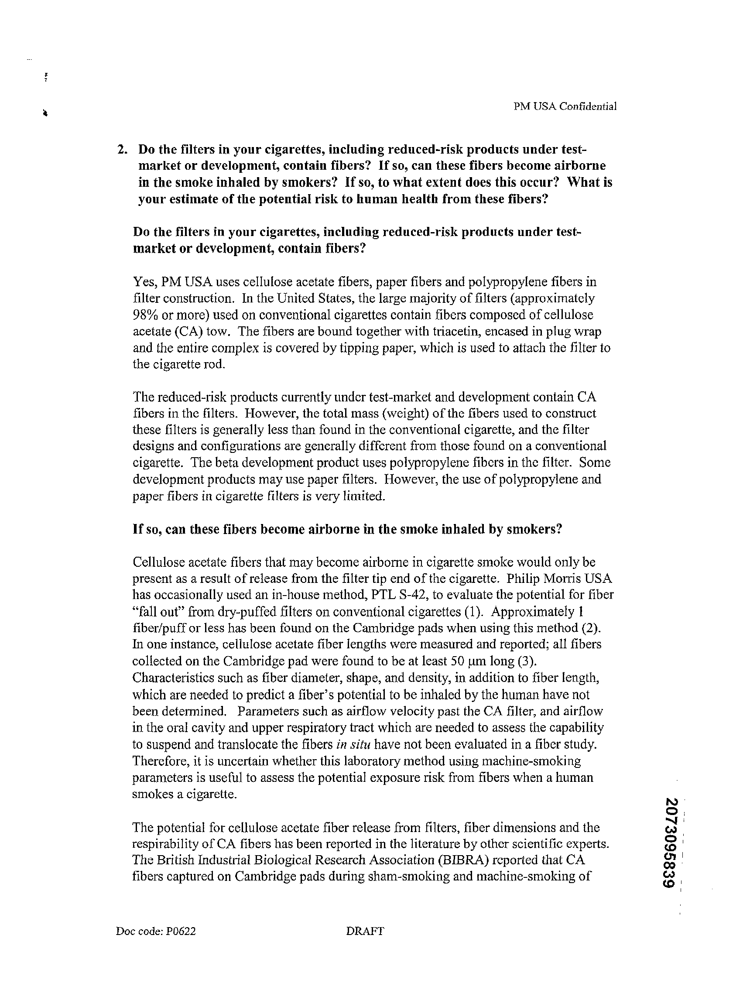 PM USA Confidential
2. Do the filters in your cigarettes, including reduced-risk products under test-
market or development, contain fibers? If so, can these fibers become airborne
in the smoke inhaled by smokers? If so, to what extent does this occur? What is
your estimate of the potential risk to human health from these fibers?
Do the filters in your cigarettes, including reduced-risk products under test-
market or development, contain fibers?
Yes, PM USA uses cellulose acetate fibers, paper fibers and polypropylene fibers in
filter construction. In the United States, the large majority of filters (approximately
98% or more) used on conventional cigarettes contain fibers composed of cellulose
acetate (CA) tow. The fibers are bound together with triacetin, encased in plug wrap
and the entire complex is covered by tipping paper, which is used to attach the filter to
the cigarette rod.
The reduced-risk products currently under test-market and development contain CA
fibers in the filters. However, the total mass (weight) of the fibers used to construct
these filters is generally less than found in the conventional cigarette, and the filter
designs and configurations are generally different from those found on a conventional
cigarette. The beta development product uses polypropylene fibers in the filter. Some
development products may use paper filters. However, the use of polypropylene and
paper fibers in cigarette filters is very limited.
If so, can these fibers become airborne in the smoke inhaled by smokers?
Cellulose acetate fibers that may become airborne in cigarette smoke would only be
present as a result of release from the filter tip end of the cigarette. Philip Morris USA
has occasionally used an in-house method, PTL S-42, to evaluate the potential for fiber
“fall out” from dry-puffed filters on conventional cigarettes (1). Approximately 1
fiber/puff or less has been found on the Cambridge pads when using this method (2).
In one instance, cellulose acetate fiber lengths were measured and reported; all fibers
collected on the Cambridge pad were found to be at least 50 µm long (3).
Characteristics such as fiber diameter, shape, and density, in addition to fiber length,
which are needed to predict a fiber's potential to be inhaled by the human have not
been determined. Parameters such as airflow velocity past the CA filter, and airflow
in the oral cavity and upper respiratory tract which are needed to assess the capability
to suspend and translocate the fibers in situ have not been evaluated in a fiber study.
Therefore, it is uncertain whether this laboratory method using machine-smoking
parameters is useful to assess the potential exposure risk from fibers when a human
smokes a cigarette.
The potential for cellulose acetate fiber release from filters, fiber dimensions and the
respirability of CA fibers has been reported in the literature by other scientific experts.
The British Industrial Biological Research Association (BIBRA) reported that CA
fibers captured on Cambridge pads during sham-smoking and machine-smoking of
2073095839
Doc code: P0622 DRAFT